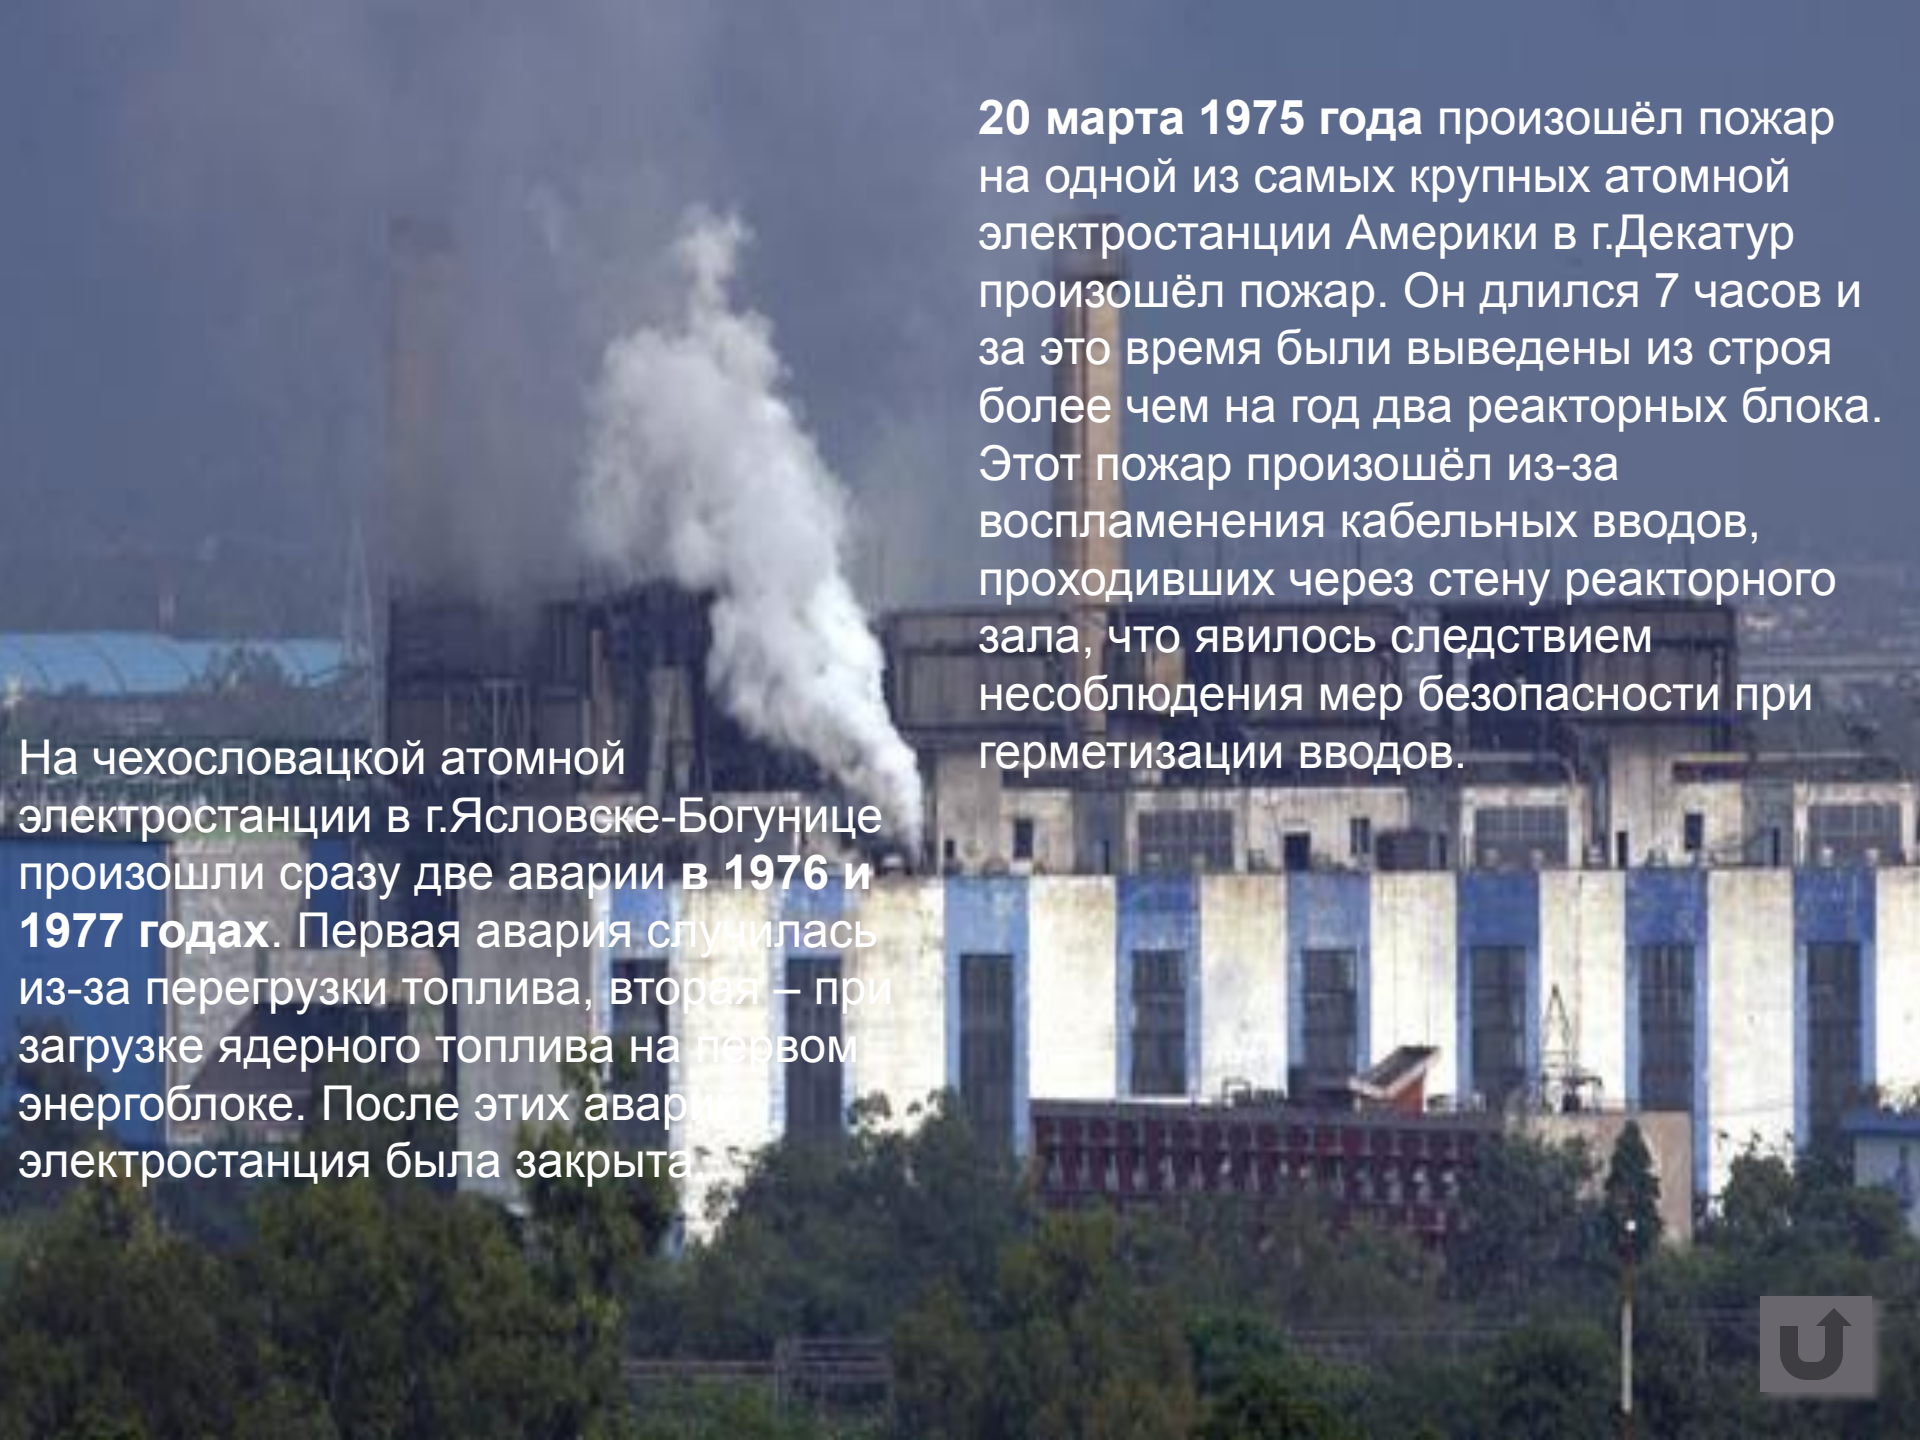 20 марта 1975 года произошёл пожар
на одной из самых крупных атомной
электростанции Америки в г.Декатур
произошёл пожар. Он длился 7 часов и
за это время были выведены из строя
более чем на год два реакторных блока.
Этот пожар произошёл из-за
воспламенения кабельных вводов,
проходивших через стену реакторного
зала, что явилось следствием
несоблюдения мер безопасности при
герметизации вводов.
На чехословацкой атомной
электростанции в г.Ясловске-Богунице
произошли сразу две аварии в 1976 и
1977 годах. Первая авария случилась
из-за перегрузки топлива, вторая – при
загрузке ядерного топлива на первом
энергоблоке. После этих аварий
электростанция была закрыта.